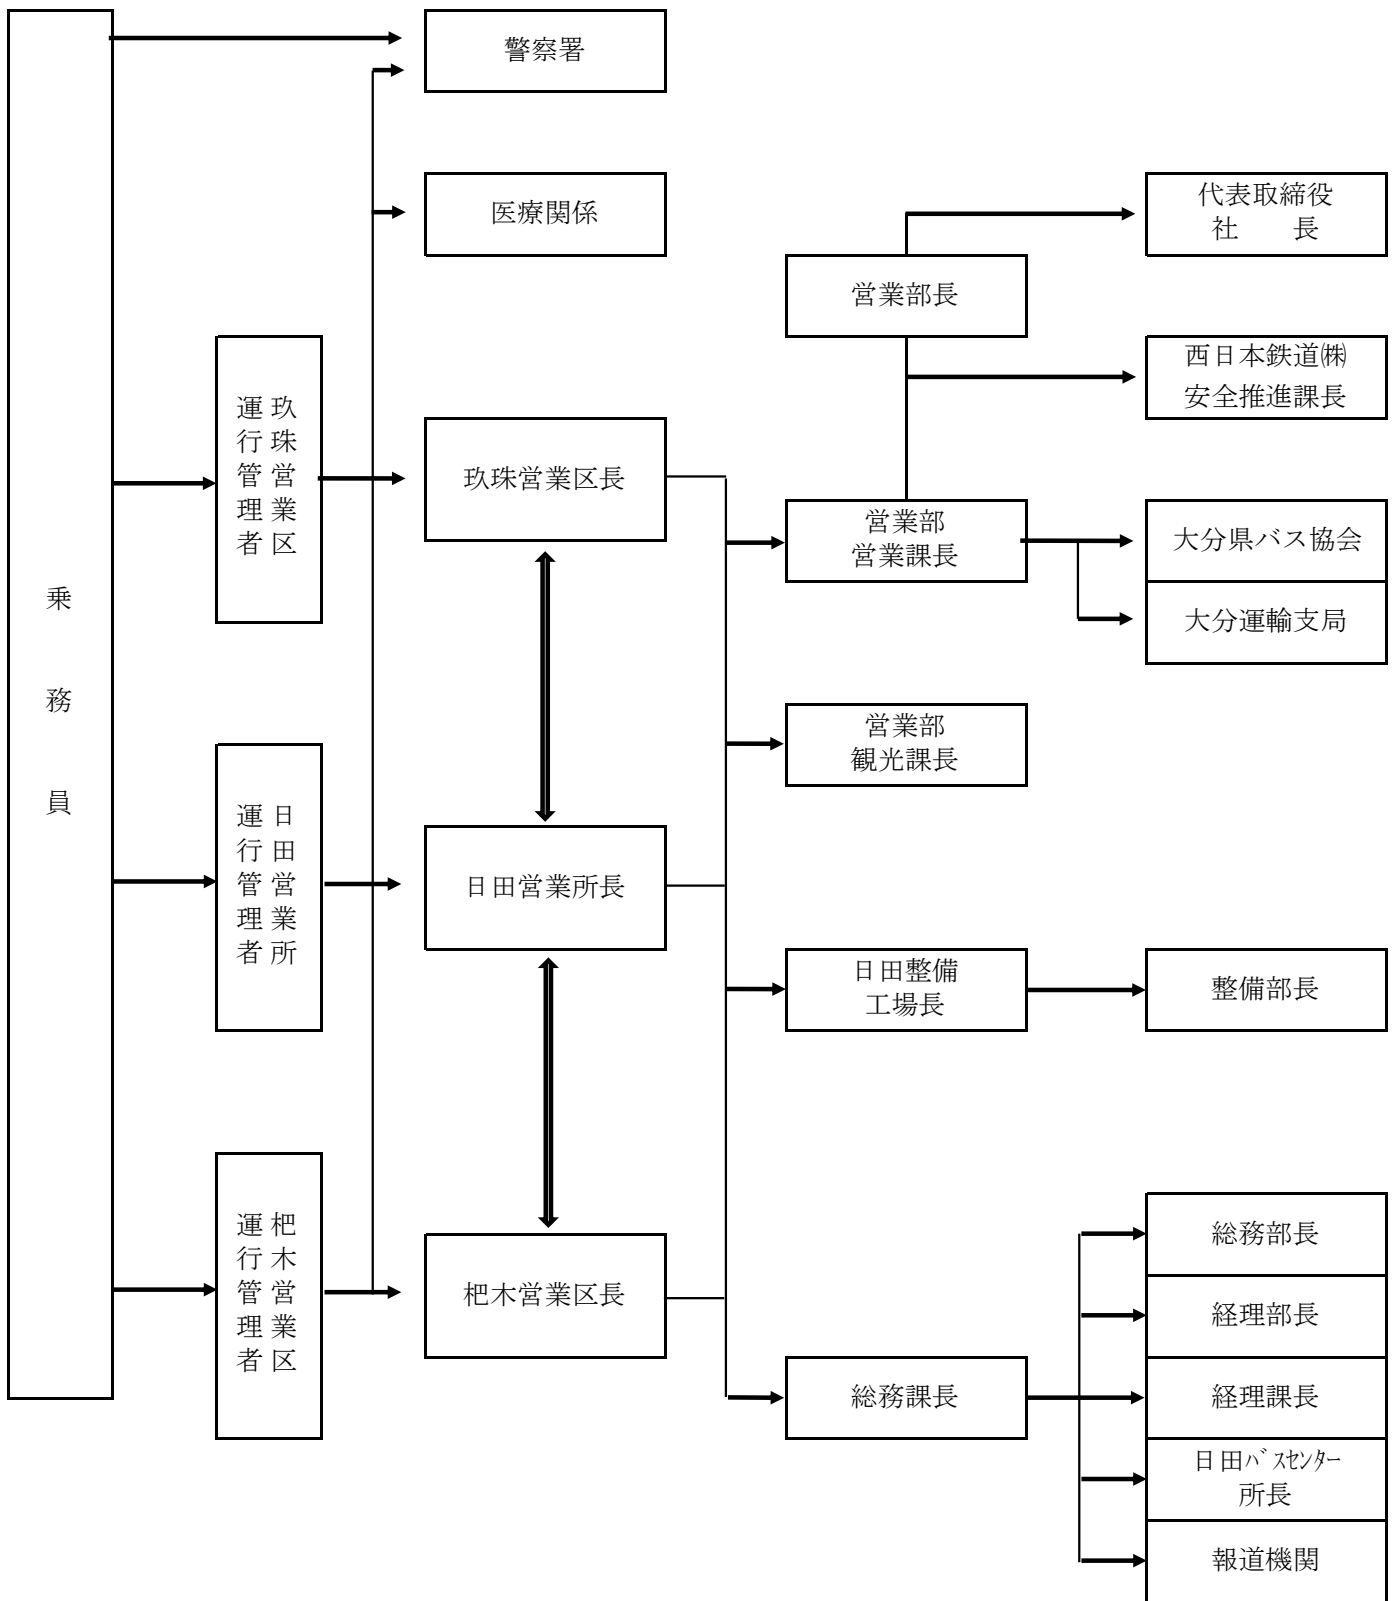 乗務員
警察署
医療関係
玖珠営業区
運行管理者
日田営業所
運行管理者
杷木営業区
運行管理者
玖珠営業区長
日田営業所長
杷木営業区長
営業部長
営業部
営業課長
営業部
観光課長
日田整備
工場長
総務課長
代表取締役
社　　長
西日本鉄道㈱
安全推進課長
大分県バス協会
大分運輸支局
整備部長
総務部長
経理部長
経理課長
日田ﾊﾞｽｾﾝﾀｰ
所長
報道機関